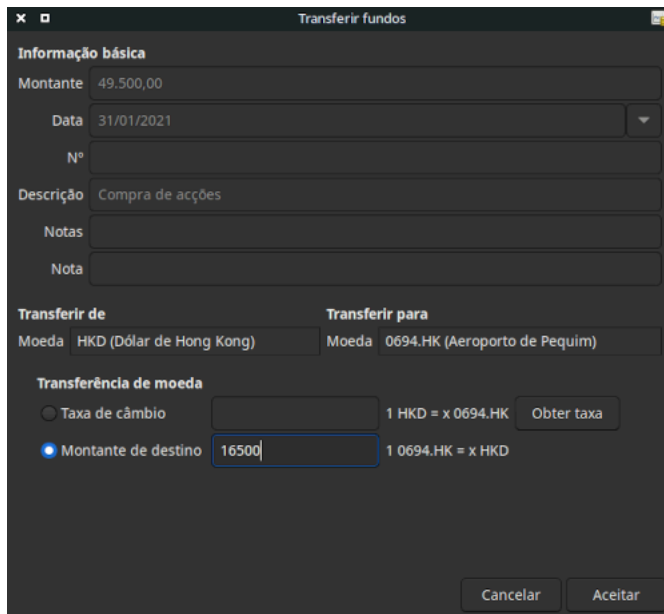 Transferir fundos
Informação básica
Montante 49.500,00
Data 31/01/2021
Nº
Descrição Compra de acções
Notas
Nota
Transferir de Transferir para
Moeda HKD (Dólar de Hong Kong) Moeda 0694.HK (Aeroporto de Pequim)
Transferência de moeda
Taxa de câmbio 1 HKD = x 0694.HK Obter taxa
Montante de destino 16500 1 0694.HK = x HKD
Cancelar Aceitar